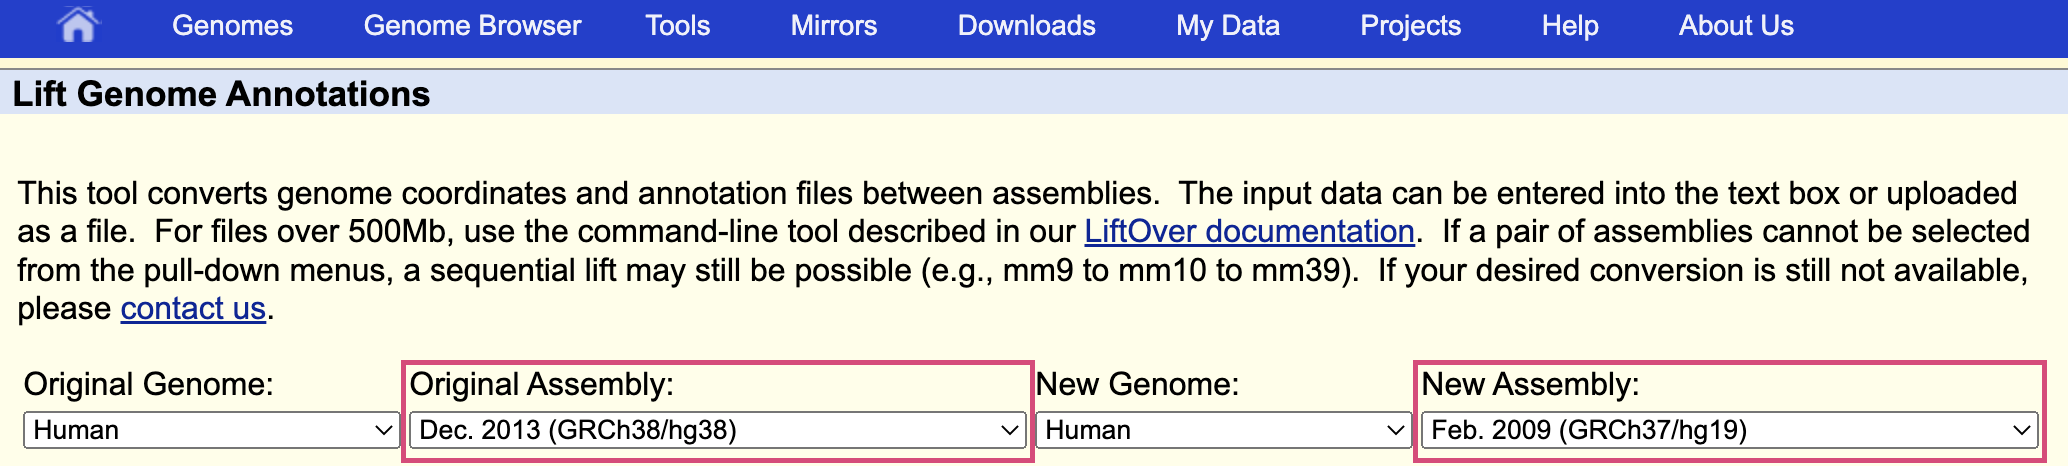 Genomes Genome Browser Tools Mirrors Downloads My Data Projects Help About Us
Lift Genome Annotations
This tool converts genome coordinates and annotation files between assemblies.  The input data can be entered into the text box or uploaded
as a file.  For files over 500Mb, use the command-line tool described in our LiftOver documentation.  If a pair of assemblies cannot be selected
from the pull-down menus, a sequential lift may still be possible (e.g., mm9 to mm10 to mm39).  If your desired conversion is still not available,
please contact us.
Original Genome: Original Assembly: New Genome: New Assembly:
Human Dec. 2013 (GRCh38/hg38) Human Feb. 2009 (GRCh37/hg19)